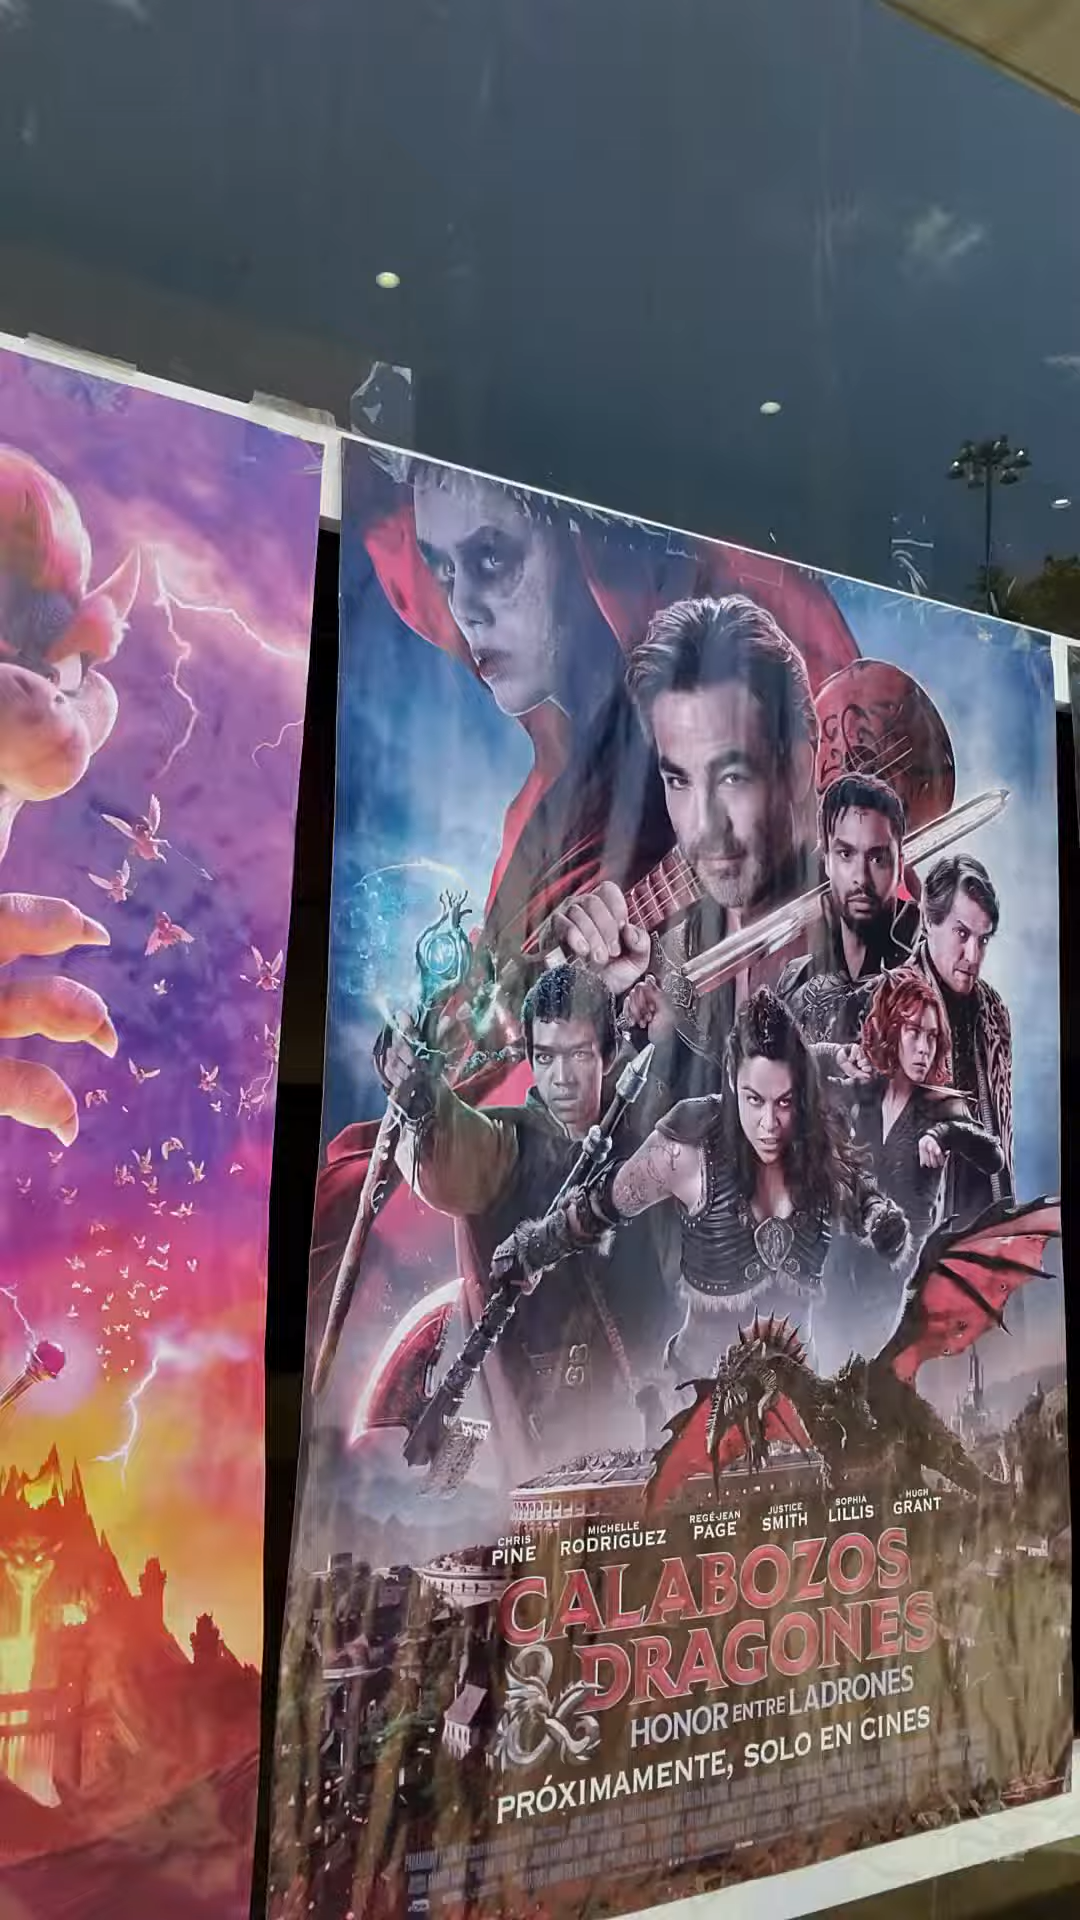 CHRIS PINE
MICHELLE RODRIGUEZ
REGÉ-JEAN PAGE
JUSTICE SMITH
SOPHIA LILLIS
HUGH GRANT
CALABOZOS
& DRAGONES
HONOR ENTRE LADRONES
PRÓXIMAMENTE, SOLO EN CINES